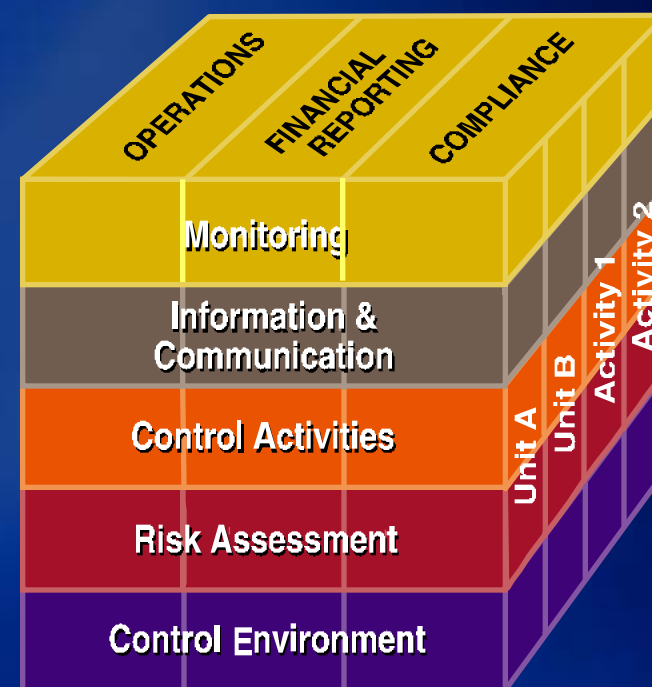 OPERATIONS
FINANCIAL
REPORTING
COMPLIANCE
Monitoring
Information &
Communication
Control Activities
Risk Assessment
Control Environment
Unit A
Unit B
Activity 1
Activity 2